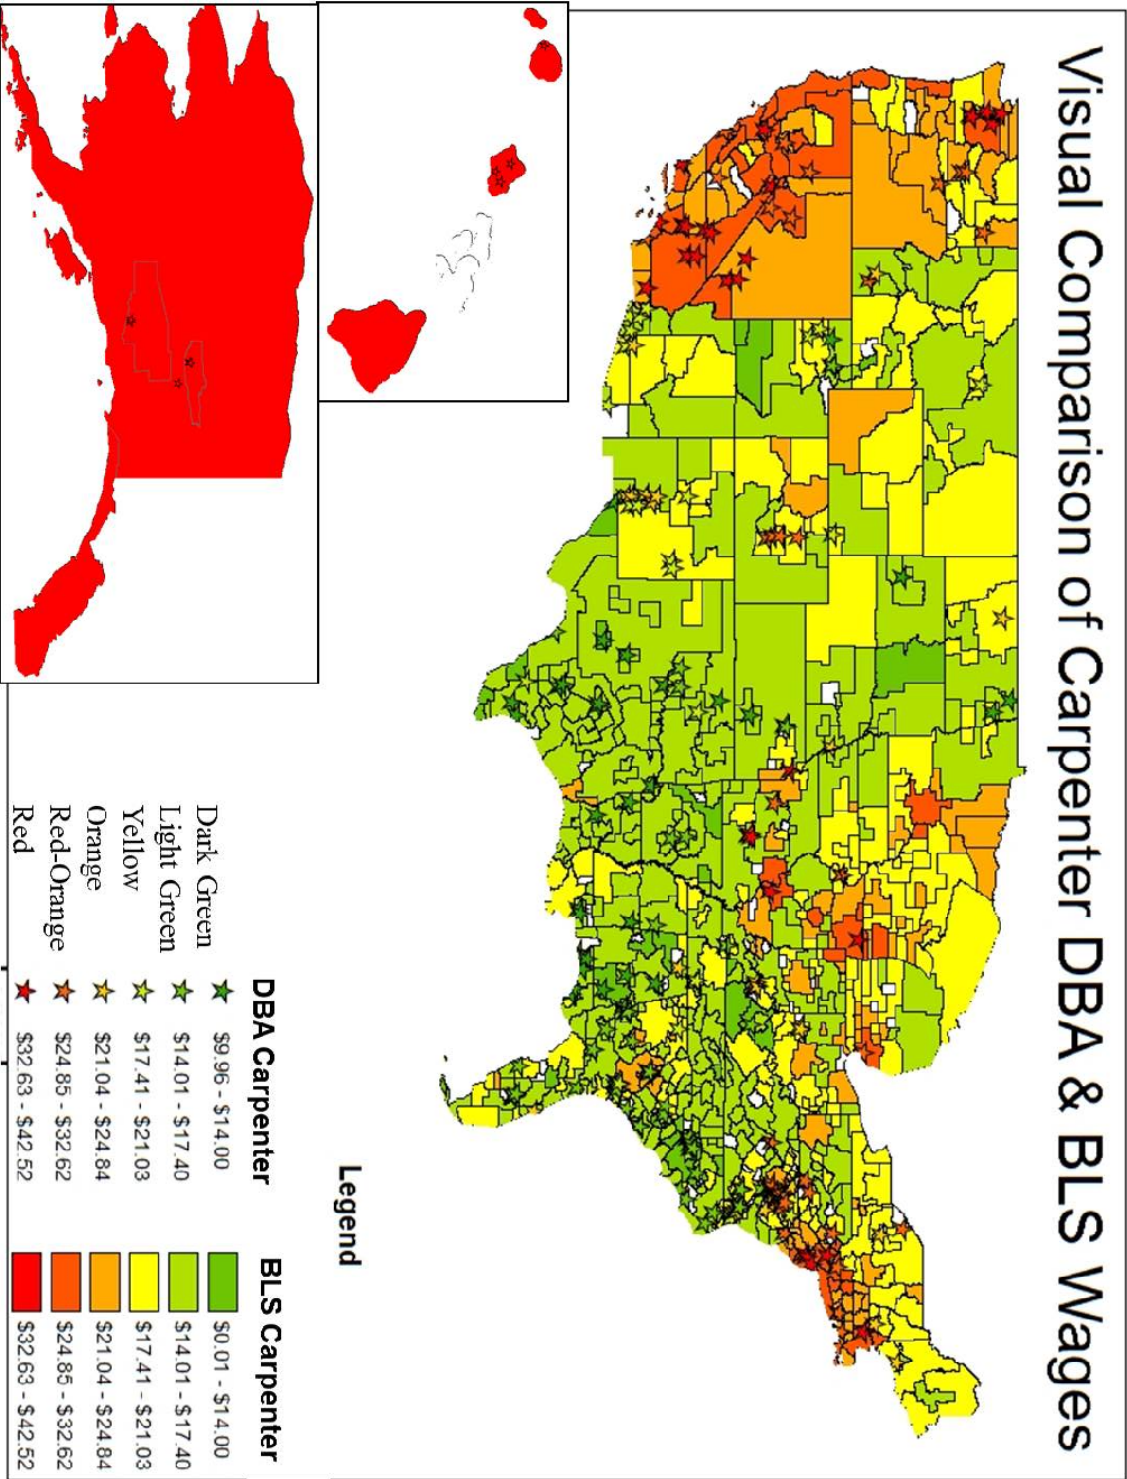 Visual Comparison of Carpenter DBA & BLS Wages
Legend
DBA Carpenter BLS Carpenter
Dark Green $9.96 - $14.00 $0.01 - $14.00
Light Green $14.01 - $17.40 $14.01 - $17.40
Yellow $17.41 - $21.03 $17.41 - $21.03
Orange $21.04 - $24.84 $21.04 - $24.84
Red-Orange $24.85 - $32.62 $24.85 - $32.62
Red $32.63 - $42.52 $32.63 - $42.52